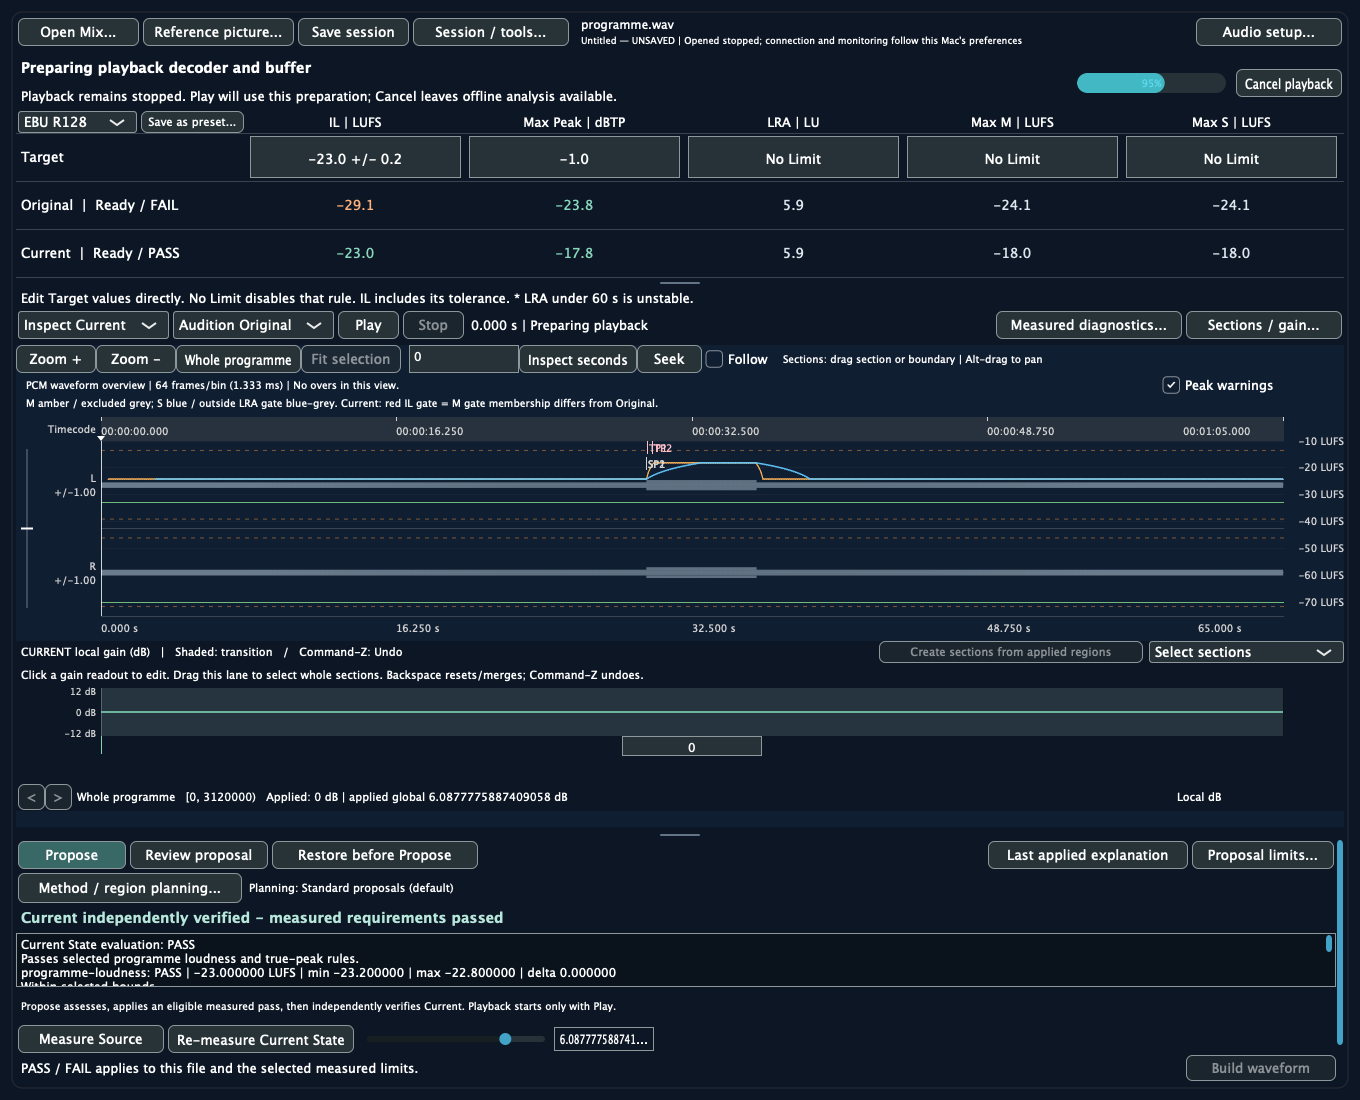 Open Mix...
Reference picture...
Save session
Session / tools...
programme.wav
Untitled — UNSAVED | Opened stopped; connection and monitoring follow this Mac's preferences
Audio setup...
Preparing playback decoder and buffer
95%
Cancel playback
Playback remains stopped. Play will use this preparation; Cancel leaves offline analysis available.
EBU R128
Save as preset...
IL | LUFS
Max Peak | dBTP
LRA | LU
Max M | LUFS
Max S | LUFS
Target
-23.0 +/- 0.2
-1.0
No Limit
No Limit
No Limit
Original | Ready / FAIL
-29.1
-23.8
5.9
-24.1
-24.1
Current | Ready / PASS
-23.0
-17.8
5.9
-18.0
-18.0
Edit Target values directly. No Limit disables that rule. IL includes its tolerance. * LRA under 60 s is unstable.
Inspect Current
Audition Original
Play
Stop
0.000 s | Preparing playback
Measured diagnostics...
Sections / gain...
Zoom +
Zoom -
Whole programme
Fit selection
0
Inspect seconds
Seek
Follow
Sections: drag section or boundary | Alt-drag to pan
PCM waveform overview | 64 frames/bin (1.333 ms) | No overs in this view.
Peak warnings
M amber / excluded grey; S blue / outside LRA gate blue-grey. Current: red IL gate = M gate membership differs from Original.
Timecode
00:00:00.000
00:00:16.250
00:00:32.500
00:00:48.750
00:01:05.000
-10 LUFS
-20 LUFS
L
+/-1.00
-30 LUFS
-40 LUFS
-50 LUFS
R
+/-1.00
-60 LUFS
-70 LUFS
0.000 s
16.250 s
32.500 s
48.750 s
65.000 s
CURRENT local gain (dB) | Shaded: transition / Command-Z: Undo
Create sections from applied regions
Select sections
Click a gain readout to edit. Drag this lane to select whole sections. Backspace resets/merges; Command-Z undoes.
12 dB
0 dB
-12 dB
0
<
>
Whole programme [0, 3120000) Applied: 0 dB | applied global 6.0877775887409058 dB
Local dB
Propose
Review proposal
Restore before Propose
Last applied explanation
Proposal limits...
Method / region planning...
Planning: Standard proposals (default)
Current independently verified - measured requirements passed
Current State evaluation: PASS
Passes selected programme loudness and true-peak rules.
programme-loudness: PASS | -23.000000 LUFS | min -23.200000 | max -22.800000 | delta 0.000000
Within selected bounds
Propose assesses, applies an eligible measured pass, then independently verifies Current. Playback starts only with Play.
Measure Source
Re-measure Current State
6.087777588741...
PASS / FAIL applies to this file and the selected measured limits.
Build waveform